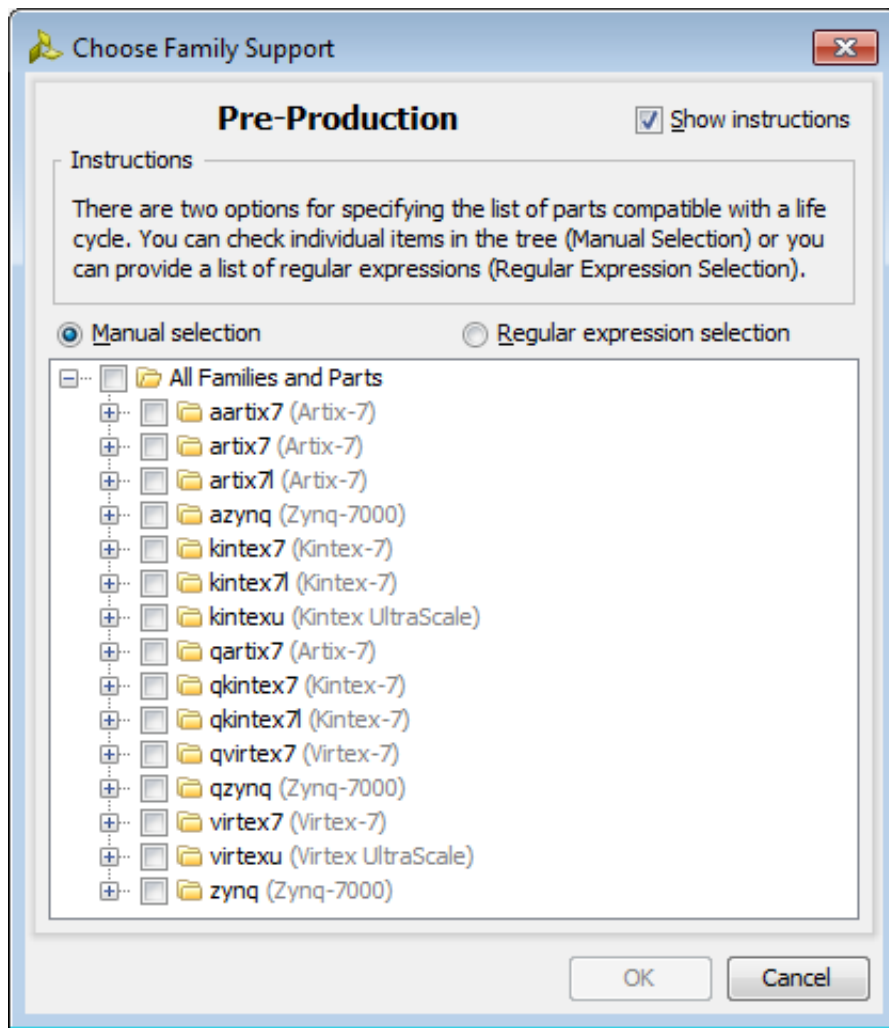 Choose Family Support
Pre-Production
Show instructions
Instructions
There are two options for specifying the list of parts compatible with a life
cycle. You can check individual items in the tree (Manual Selection) or you
can provide a list of regular expressions (Regular Expression Selection).
Manual selection
Regular expression selection
All Families and Parts
aartix7 (Artix-7)
artix7 (Artix-7)
artix7l (Artix-7)
azynq (Zynq-7000)
kintex7 (Kintex-7)
kintex7l (Kintex-7)
kintexu (Kintex UltraScale)
qartix7 (Artix-7)
qkintex7 (Kintex-7)
qkintex7l (Kintex-7)
qvirtex7 (Virtex-7)
qzynq (Zynq-7000)
virtex7 (Virtex-7)
virtexu (Virtex UltraScale)
zynq (Zynq-7000)
OK
Cancel